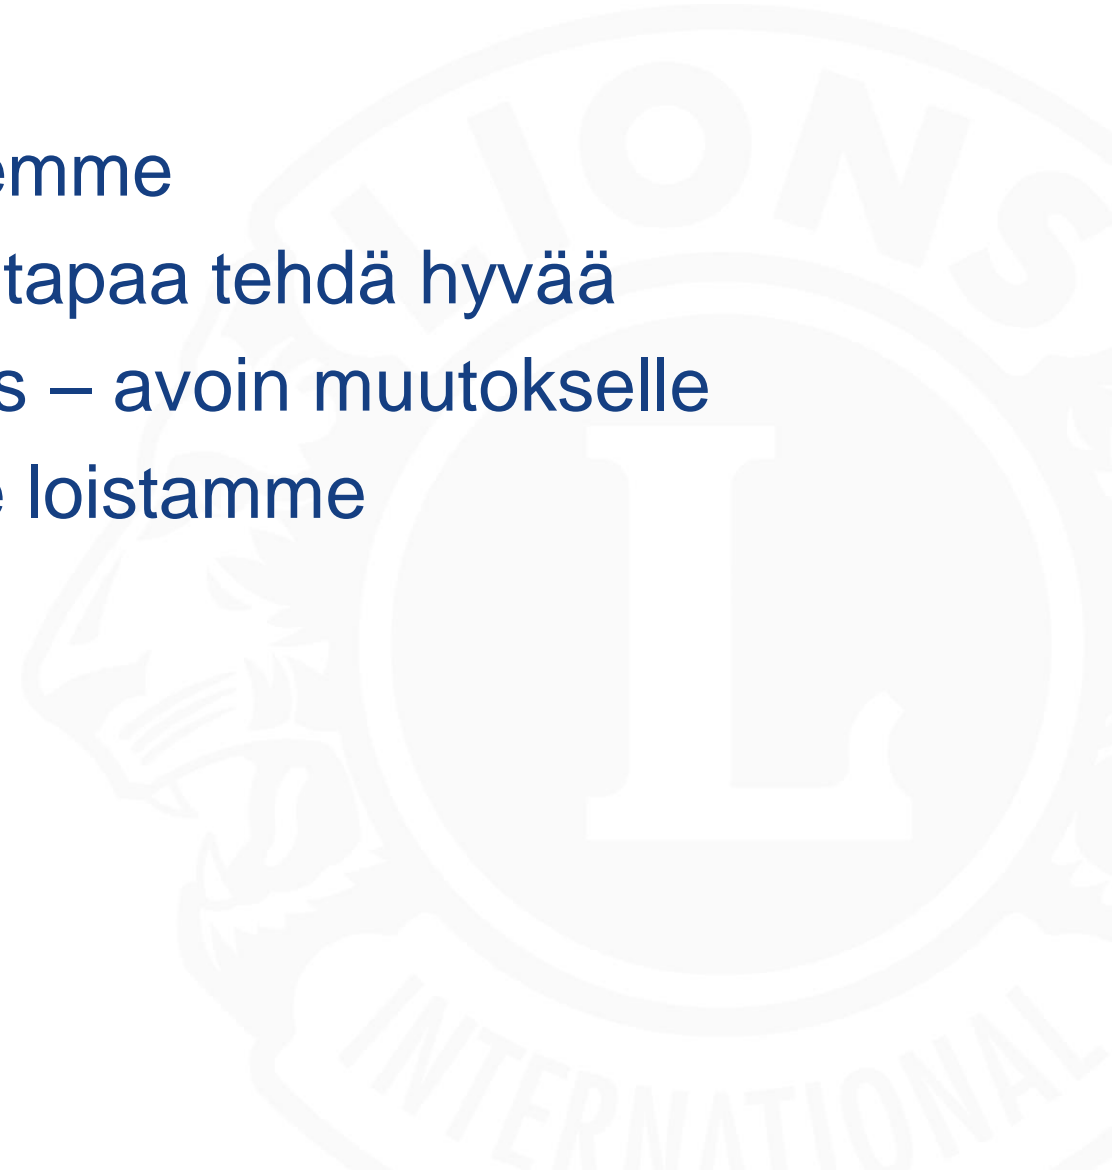 emme
tapaa tehdä hyvää
s – avoin muutokselle
e loistamme
LIONS
L
INTERNATIONAL